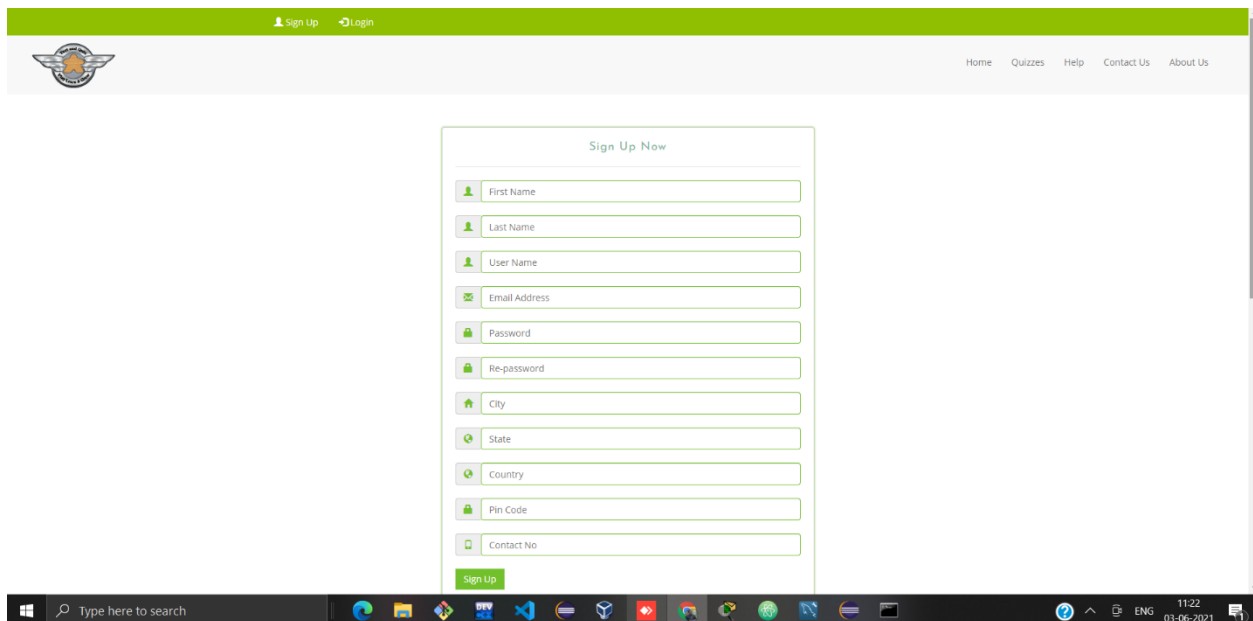 Sign Up Login
Home Quizzes Help Contact Us About Us
Sign Up Now
First Name
Last Name
User Name
Email Address
Password
Re-password
City
State
Country
Pin Code
Contact No
Sign Up
Type here to search
DEV
ENG
11:22
03-06-2021